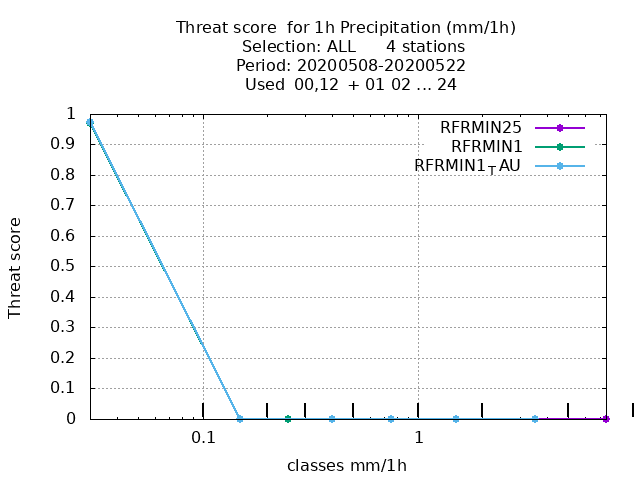 Threat score  for 1h Precipitation (mm/1h)
Selection: ALL      4 stations
Period: 20200508-20200522
Used  00,12  + 01 02 ... 24
RFRMIN25
RFRMIN1
RFRMIN1TAU
1
0.9
0.8
0.7
0.6
0.5
0.4
0.3
0.2
0.1
0
Threat score
0.1
1
classes mm/1h